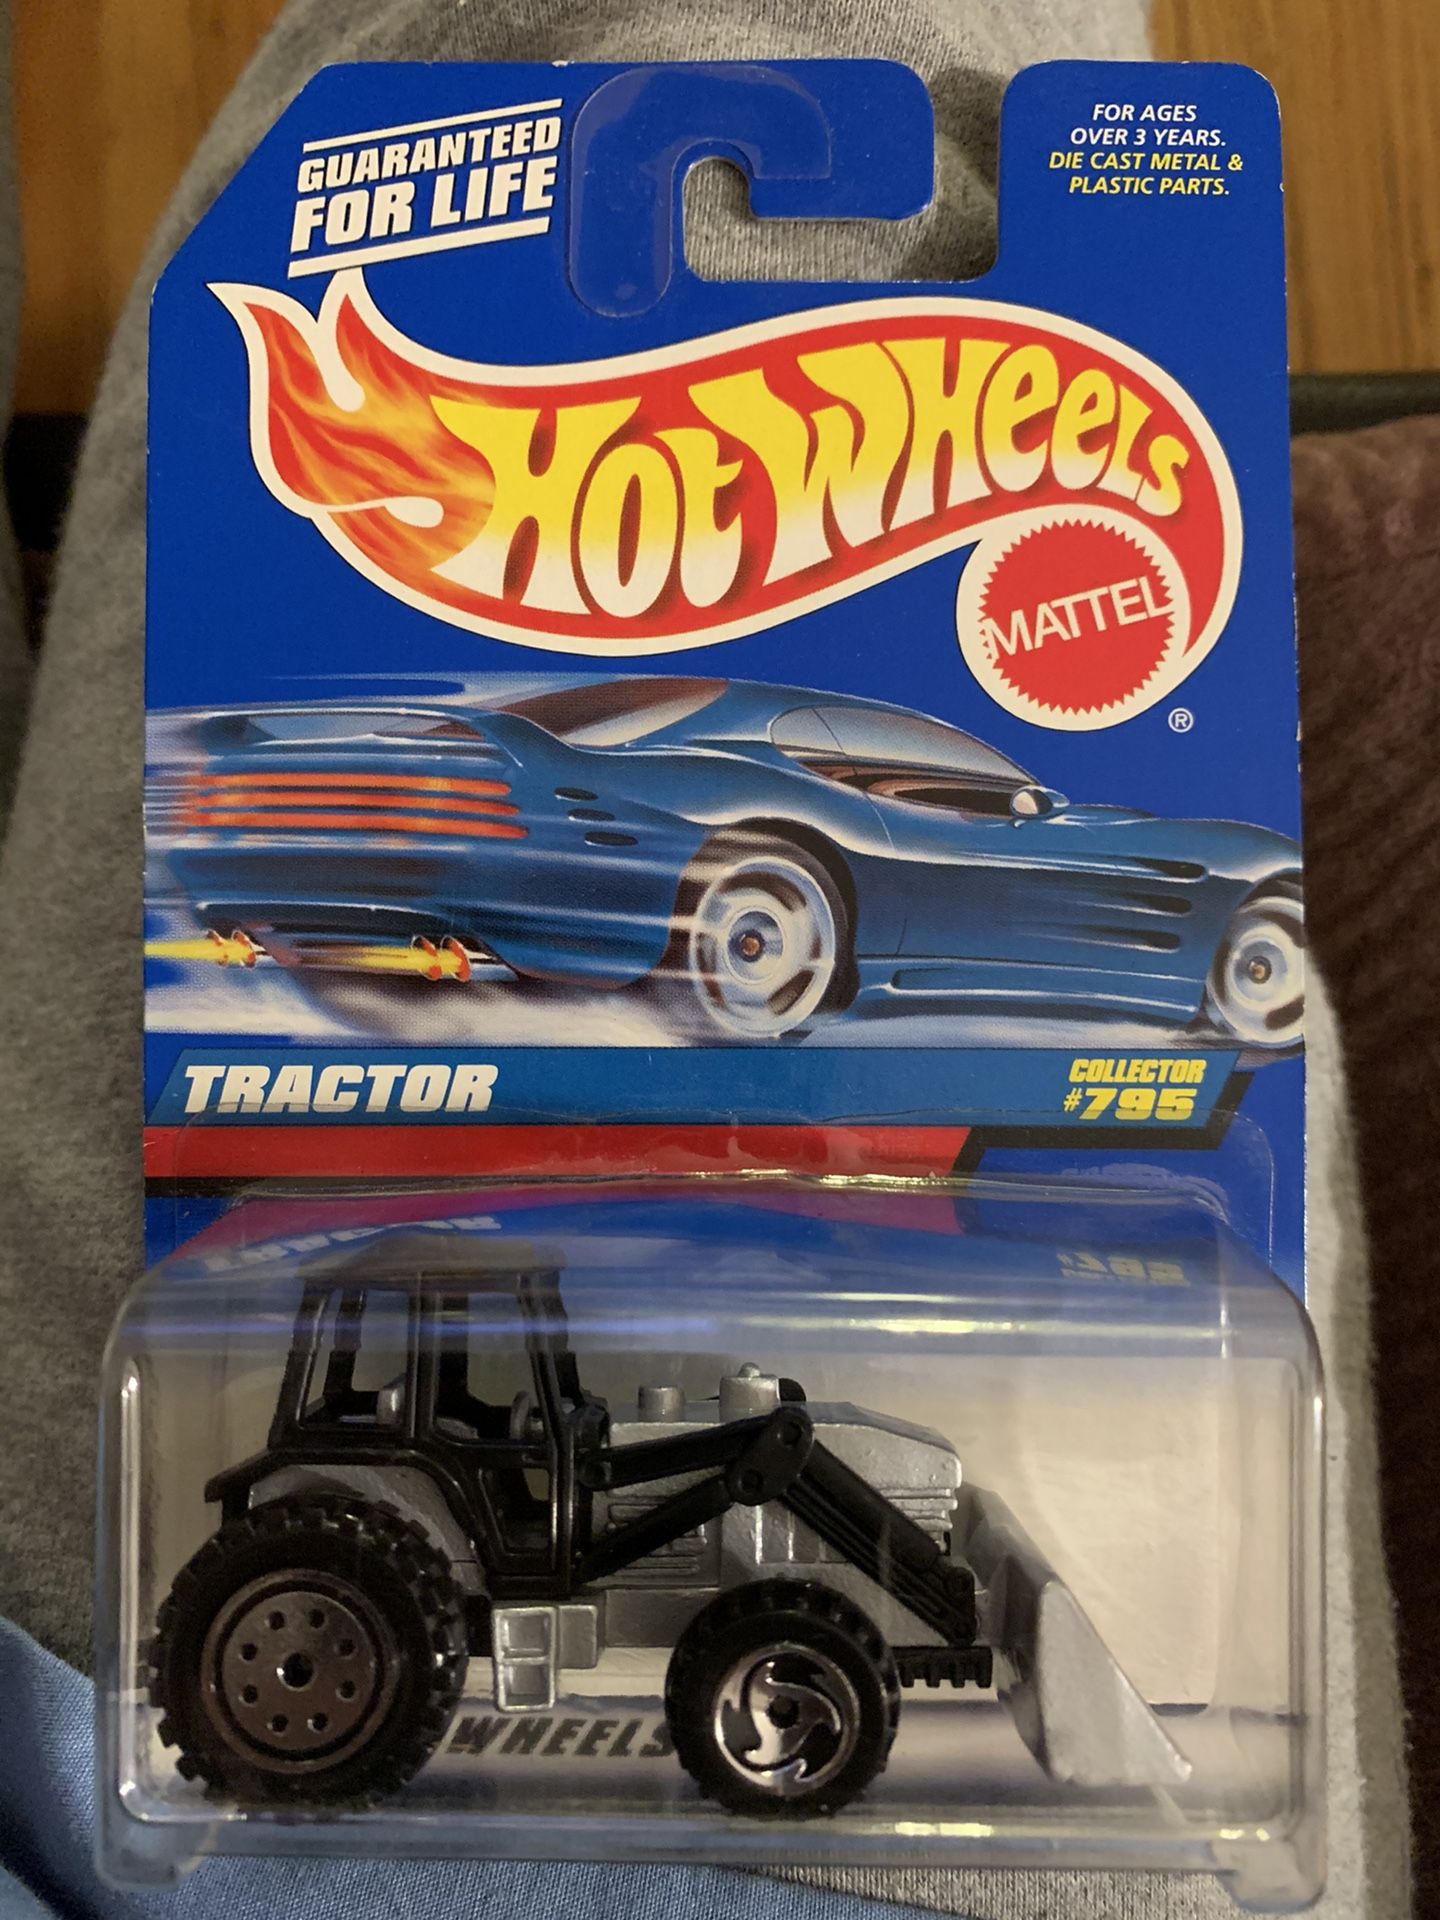 GUARANTEED
FOR LIFE
FOR AGES
OVER 3 YEARS.
DIE CAST METAL &
PLASTIC PARTS.
HOT WHEELS
MATTEL
®
TRACTOR
COLLECTOR
#795
WHEELS